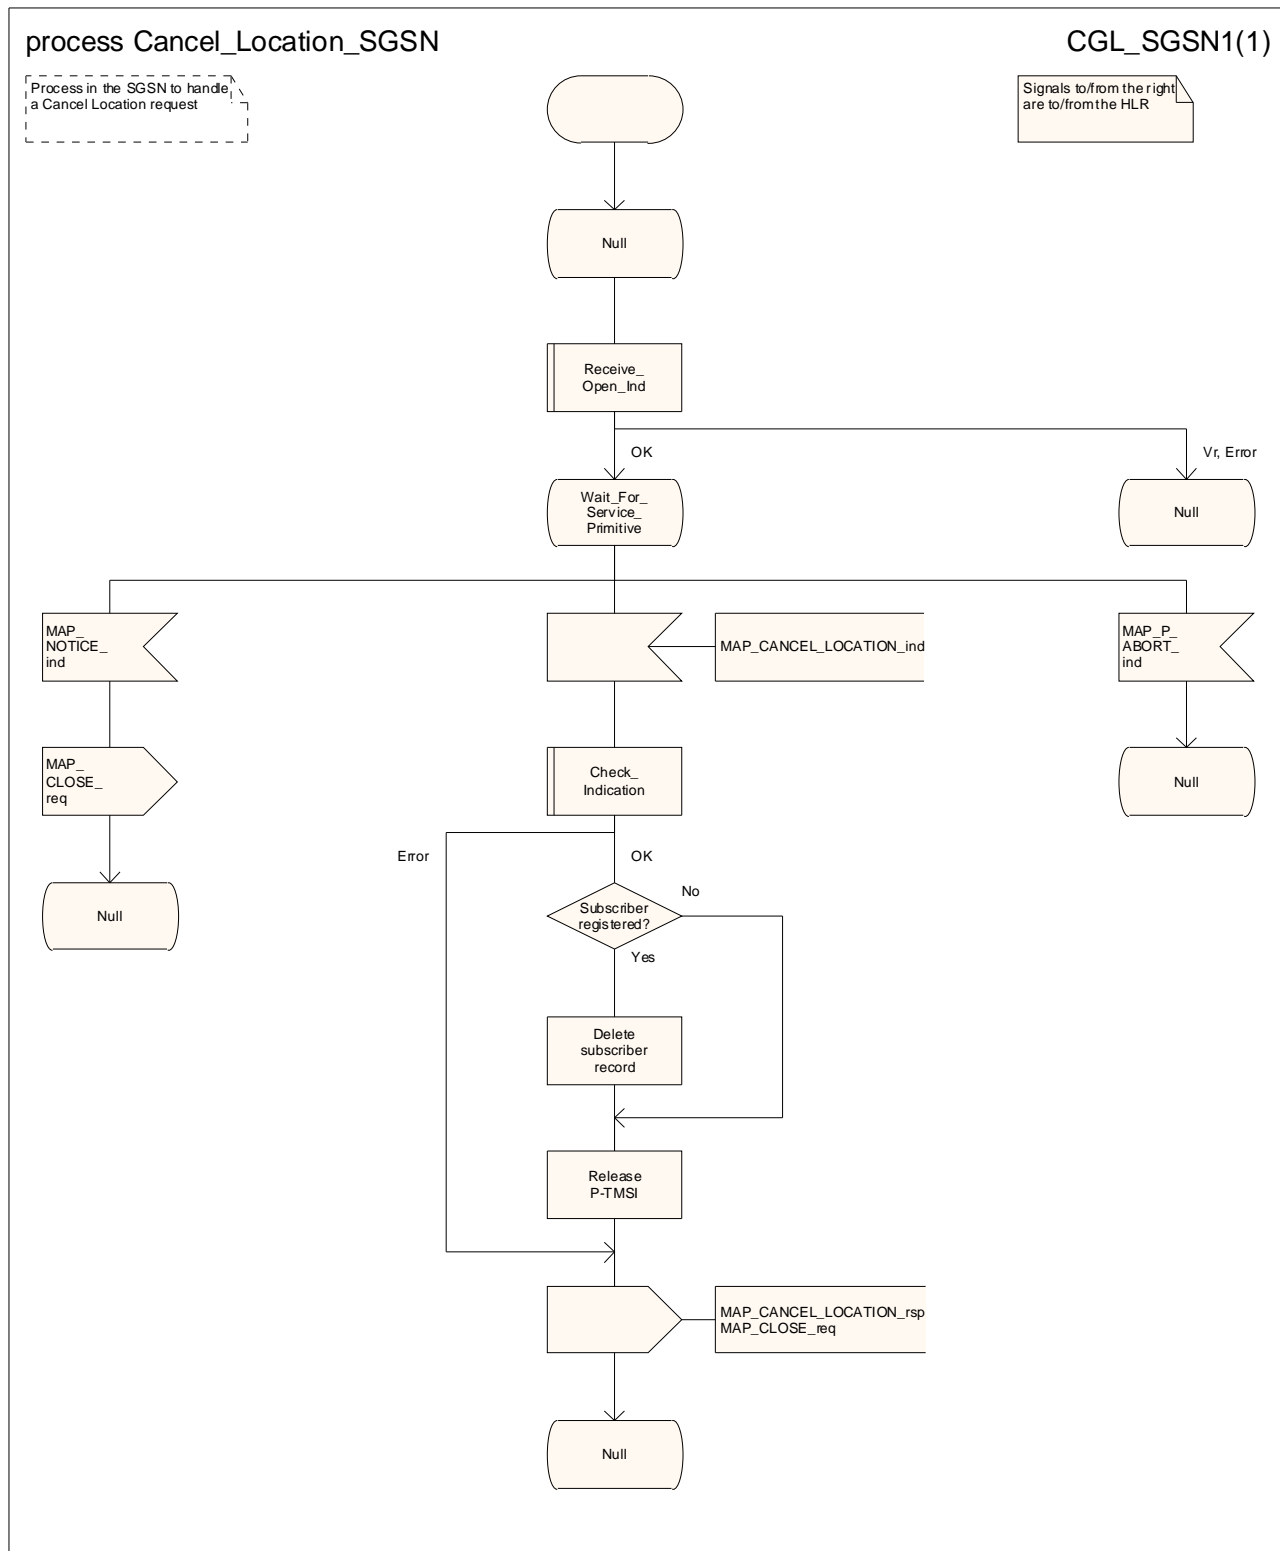 process Cancel_Location_SGSN
CGL_SGSN1(1)
Process in the SGSN to handle
a Cancel Location request
Signals to/from the right
are to/from the HLR
Null
Receive_
Open_Ind
OK
Vr, Error
Wait_For_
Service_
Primitive
Null
MAP_
NOTICE_
ind
MAP_CANCEL_LOCATION_ind
MAP_P_
ABORT_
ind
MAP_
CLOSE_
req
Check_
Indication
Null
Error
OK
No
Subscriber
registered?
Null
Yes
Delete
subscriber
record
Release
P-TMSI
MAP_CANCEL_LOCATION_rsp
MAP_CLOSE_req
Null